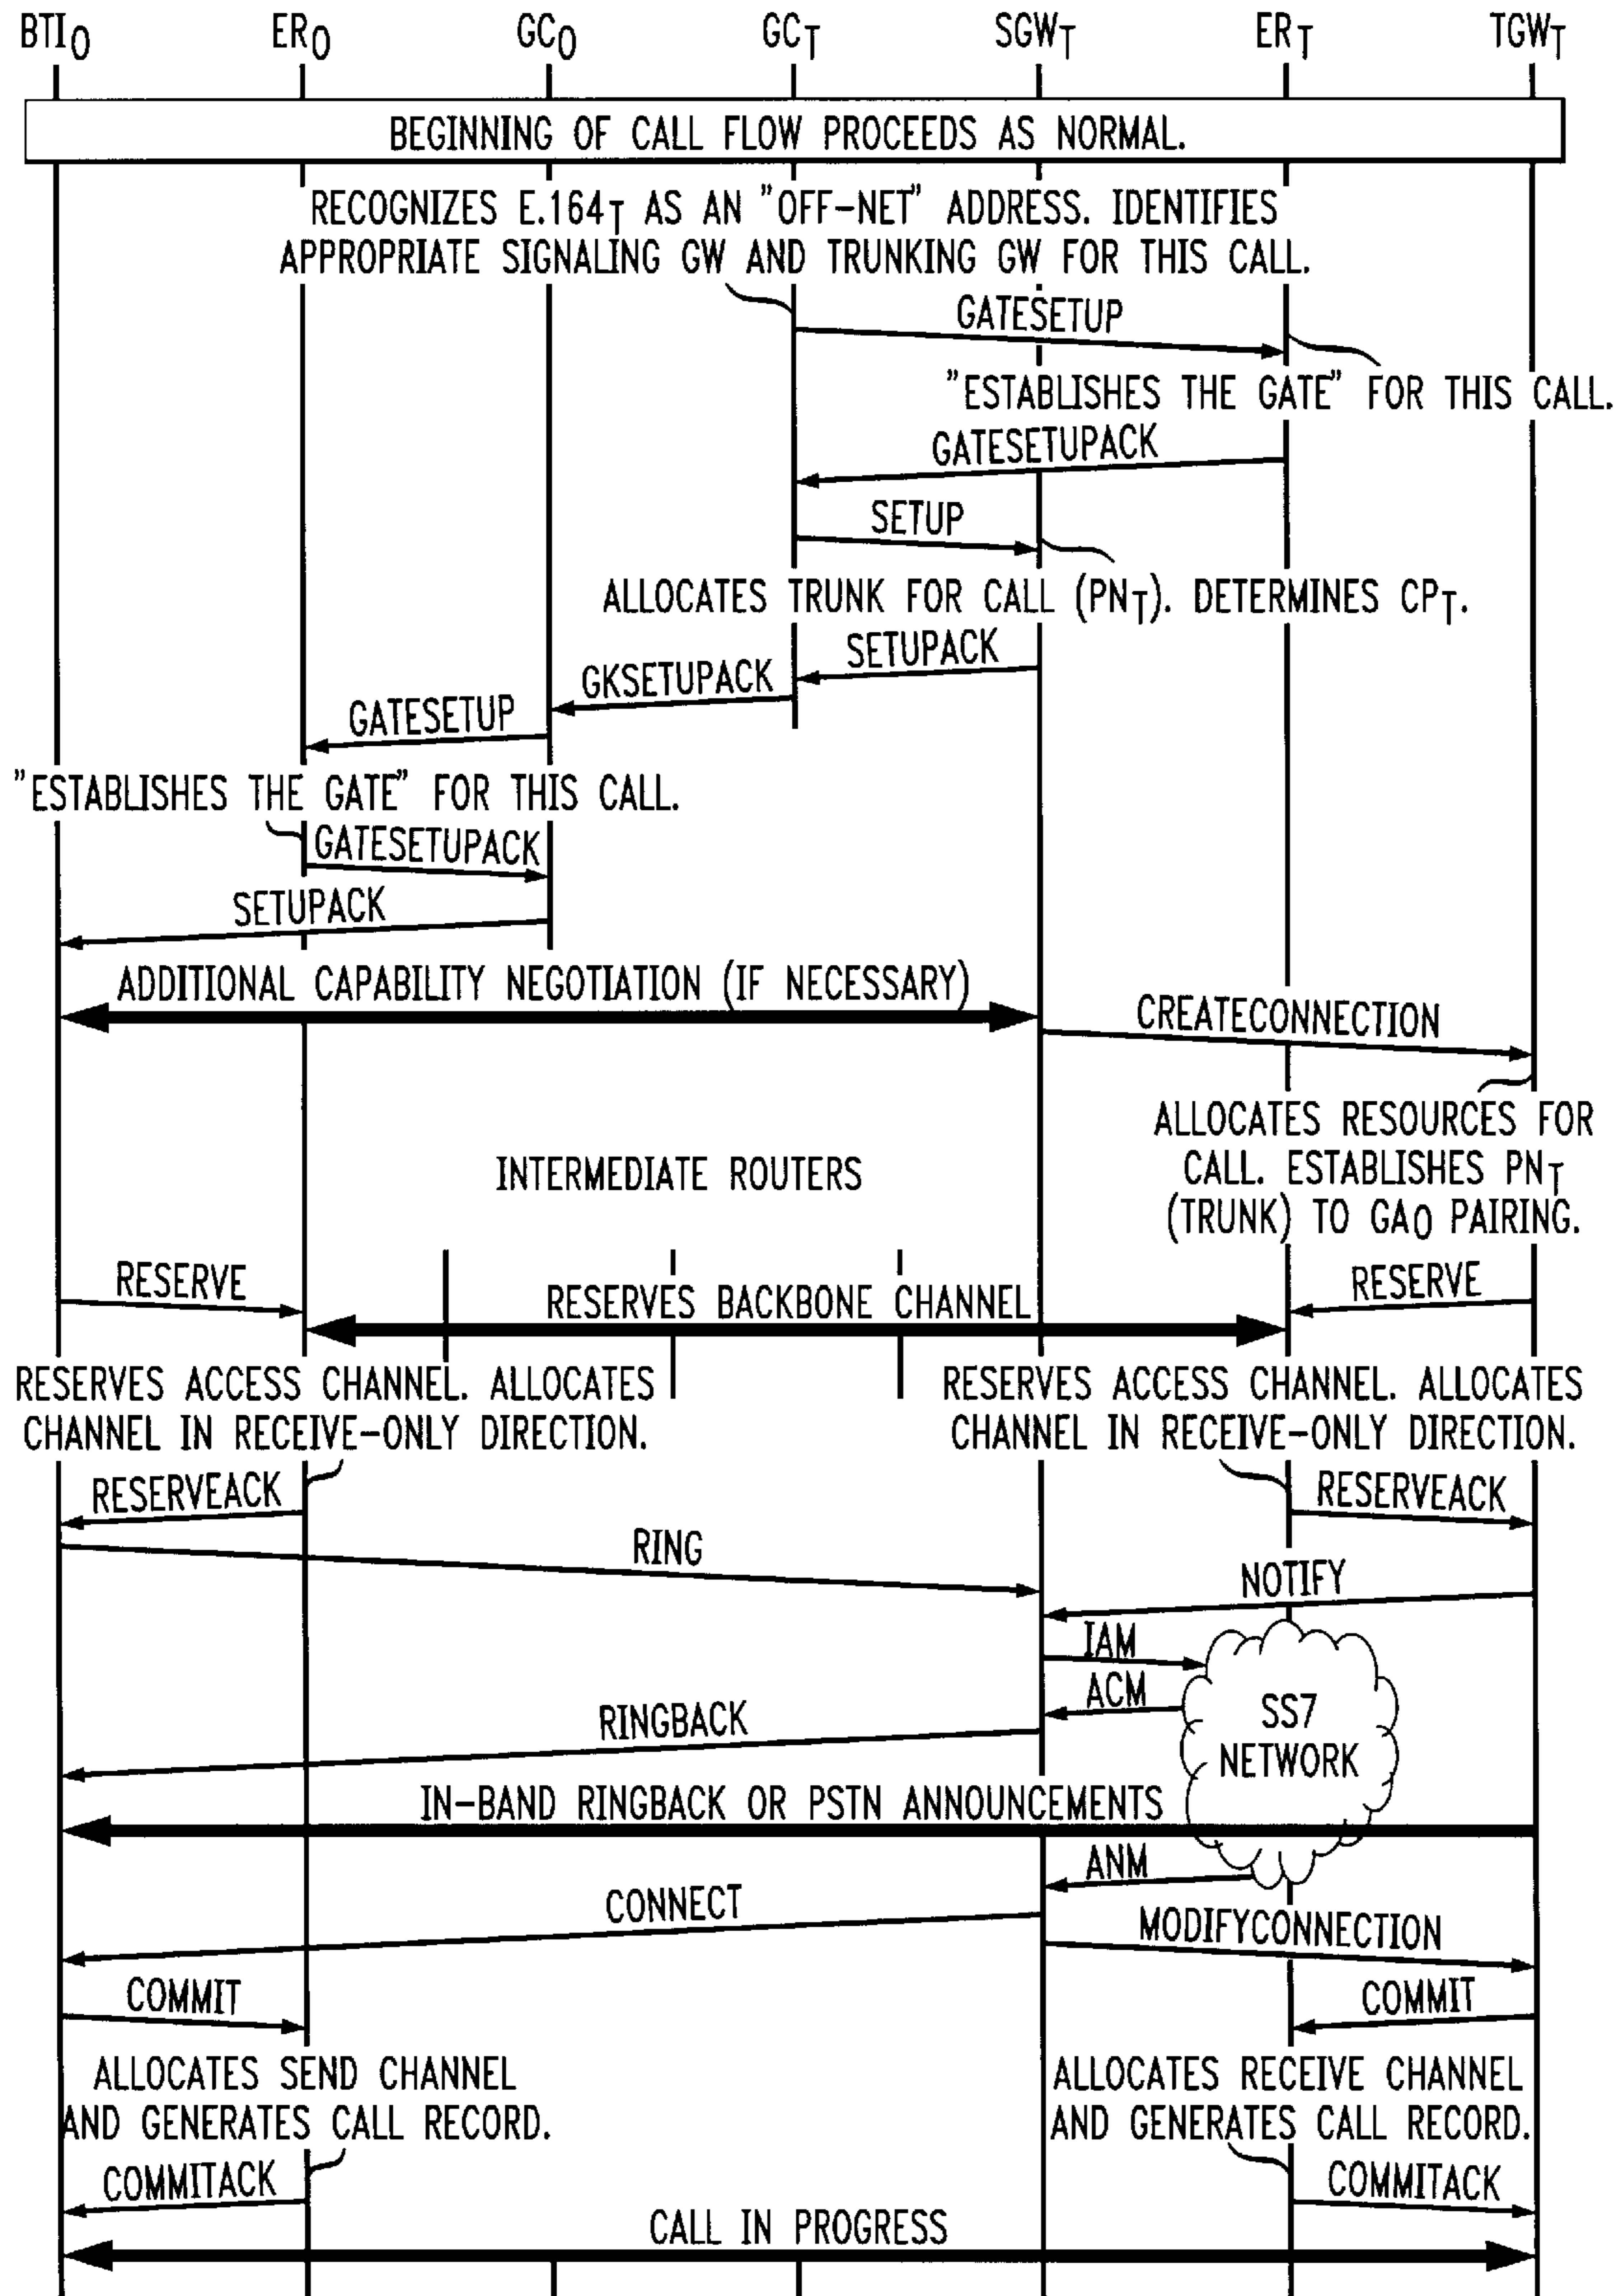 BTIO ERO GCO GCT SGWT ERT TGWT
BEGINNING OF CALL FLOW PROCEEDS AS NORMAL.
RECOGNIZES E.164T AS AN "OFF-NET" ADDRESS. IDENTIFIES
APPROPRIATE SIGNALING GW AND TRUNKING GW FOR THIS CALL.
GATESETUP
"ESTABLISHES THE GATE" FOR THIS CALL.
GATESETUPACK
SETUP
ALLOCATES TRUNK FOR CALL (PNT). DETERMINES CPT.
SETUPACK
GKSETUPACK
GATESETUP
"ESTABLISHES THE GATE" FOR THIS CALL.
GATESETUPACK
SETUPACK
ADDITIONAL CAPABILITY NEGOTIATION (IF NECESSARY)
CREATECONNECTION
ALLOCATES RESOURCES FOR
CALL. ESTABLISHES PNT
(TRUNK) TO GAO PAIRING.
INTERMEDIATE ROUTERS
RESERVE
RESERVES BACKBONE CHANNEL
RESERVE
RESERVES ACCESS CHANNEL. ALLOCATES
CHANNEL IN RECEIVE-ONLY DIRECTION.
RESERVES ACCESS CHANNEL. ALLOCATES
CHANNEL IN RECEIVE-ONLY DIRECTION.
RESERVEACK
RESERVEACK
RING
NOTIFY
IAM
ACM
SS7
NETWORK
RINGBACK
IN-BAND RINGBACK OR PSTN ANNOUNCEMENTS
ANM
CONNECT
MODIFYCONNECTION
COMMIT
COMMIT
ALLOCATES SEND CHANNEL
AND GENERATES CALL RECORD.
ALLOCATES RECEIVE CHANNEL
AND GENERATES CALL RECORD.
COMMITACK
COMMITACK
CALL IN PROGRESS